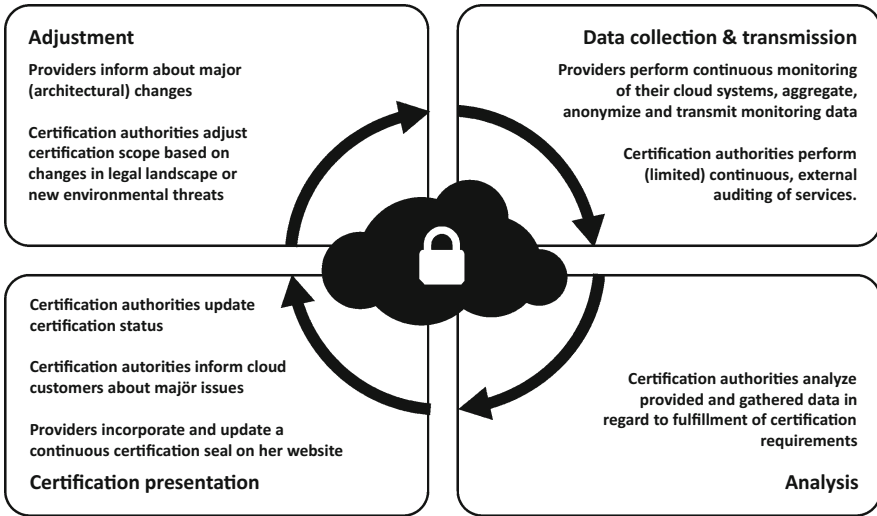 Adjustment
Providers inform about major
(architectural) changes
Certification authorities adjust
certification scope based on
changes in legal landscape or
new environmental threats
Data collection & transmission
Providers perform continuous monitoring
of their cloud systems, aggregate,
anonymize and transmit monitoring data
Certification authorities perform
(limited) continuous, external
auditing of services.
Certification authorities update
certification status
Certification autorities inform cloud
customers about majör issues
Providers incorporate and update a
continuous certification seal on her website
Certification presentation
Certification authorities analyze
provided and gathered data in
regard to fulfillment of certification
requirements
Analysis